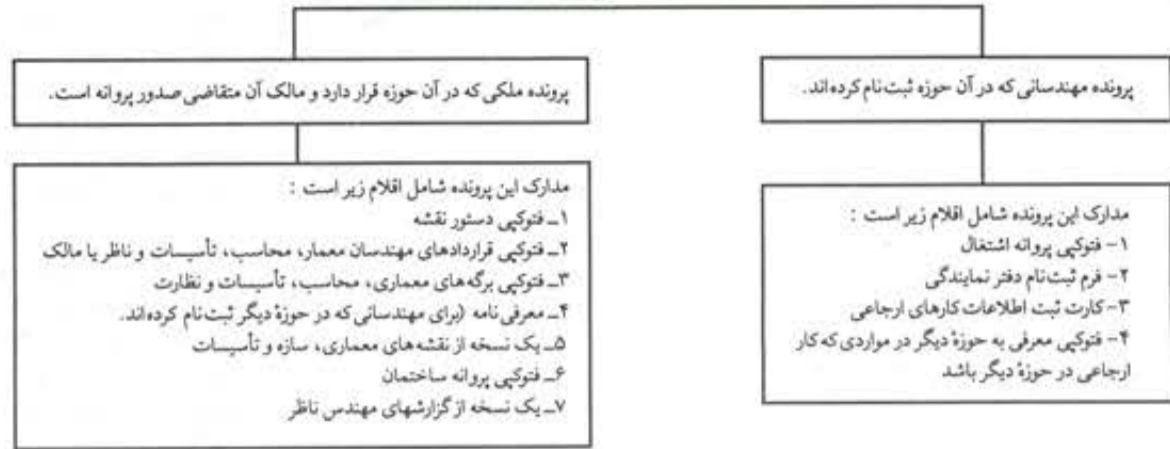 پرونده مهندسانی که در آن حوزه ثبت‌نام کرده‌اند.
مدارک این پرونده شامل اقلام زیر است :
۱- فتوکپی پروانه اشتغال
۲- فرم ثبت‌نام دفتر نمایندگی
۳- کارت ثبت اطلاعات کارهای ارجاعی
۴- فتوکپی معرفی به حوزهٔ دیگر در مواردی که کار
ارجاعی در حوزهٔ دیگر باشد
پرونده ملکی که در آن حوزه قرار دارد و مالک آن متقاضی صدور پروانه است.
مدارک این پرونده شامل اقلام زیر است :
۱ـ فتوکپی دستور نقشه
۲ـ فتوکپی قراردادهای مهندسان معمار، محاسب، تأسیسات و ناظر یا مالک
۳ـ فتوکپی برگه‌های معماری، محاسب، تأسیسات و نظارت
۴ـ معرفی‌نامه (برای مهندسانی که در حوزهٔ دیگر ثبت‌نام کرده‌اند.
۵ـ یک نسخه از نقشه‌های معماری، سازه و تأسیسات
۶ـ فتوکپی پروانه ساختمان
۷ـ یک نسخه از گزارشهای مهندس ناظر